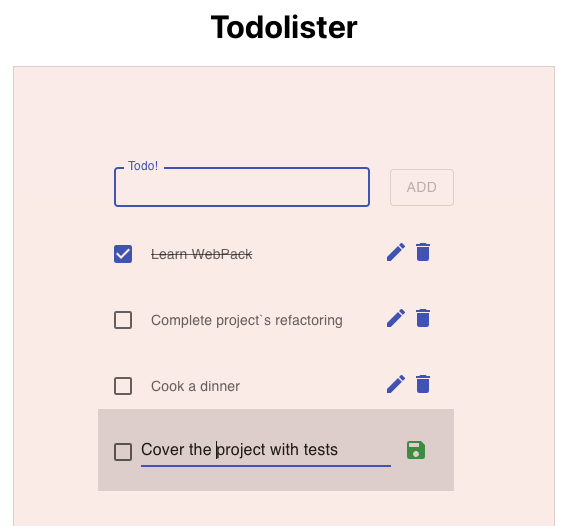 Todolister
Todo!
ADD
Learn WebPack
Complete project`s refactoring
Cook a dinner
Cover the project with tests